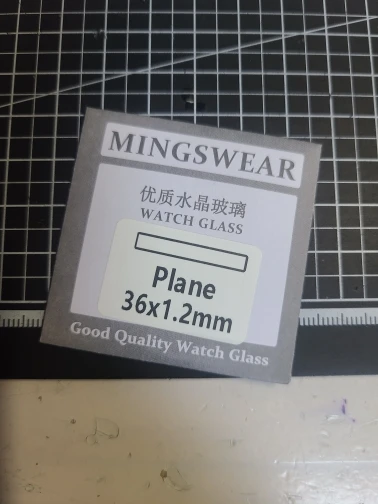 MINGSWEAR
优质水晶玻璃
WATCH GLASS
Plane
36x1.2mm
Good Quality Watch Glass